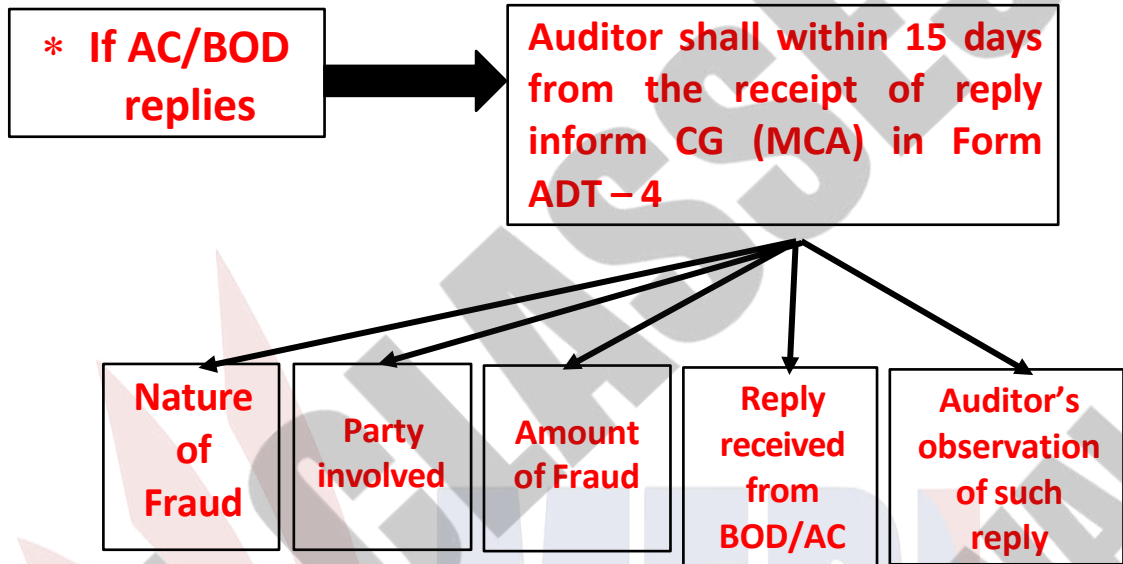 * If AC/BOD
replies
Auditor shall within 15 days
from the receipt of reply
inform CG (MCA) in Form
ADT – 4
Nature
of
Fraud
Party
involved
Amount
of Fraud
Reply
received
from
BOD/AC
Auditor's
observation
of such
reply
CLASSES